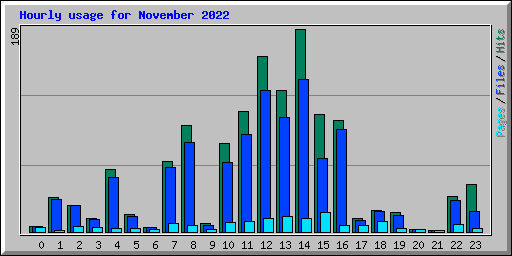 Hourly usage for November 2022
189
Pages / Files / Hits
0 1 2 3 4 5 6 7 8 9 10 11 12 13 14 15 16 17 18 19 20 21 22 23